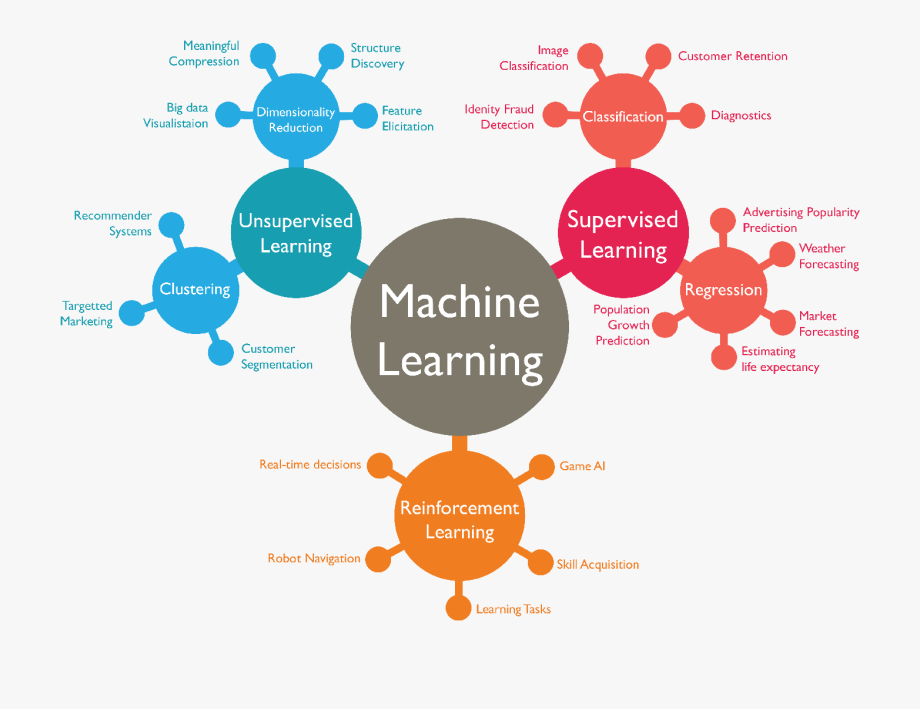 Meaningful
Compression
Structure
Discovery
Big data
Visualistaion
Dimensionality
Reduction
Feature
Elicitation
Unsupervised
Learning
Recommender
Systems
Clustering
Targetted
Marketing
Customer
Segmentation
Image
Classification
Customer Retention
Idenity Fraud
Detection
Classification
Diagnostics
Supervised
Learning
Advertising Popularity
Prediction
Weather
Forecasting
Regression
Population
Growth
Prediction
Market
Forecasting
Estimating
life expectancy
Machine
Learning
Real-time decisions
Game AI
Reinforcement
Learning
Robot Navigation
Skill Acquisition
Learning Tasks